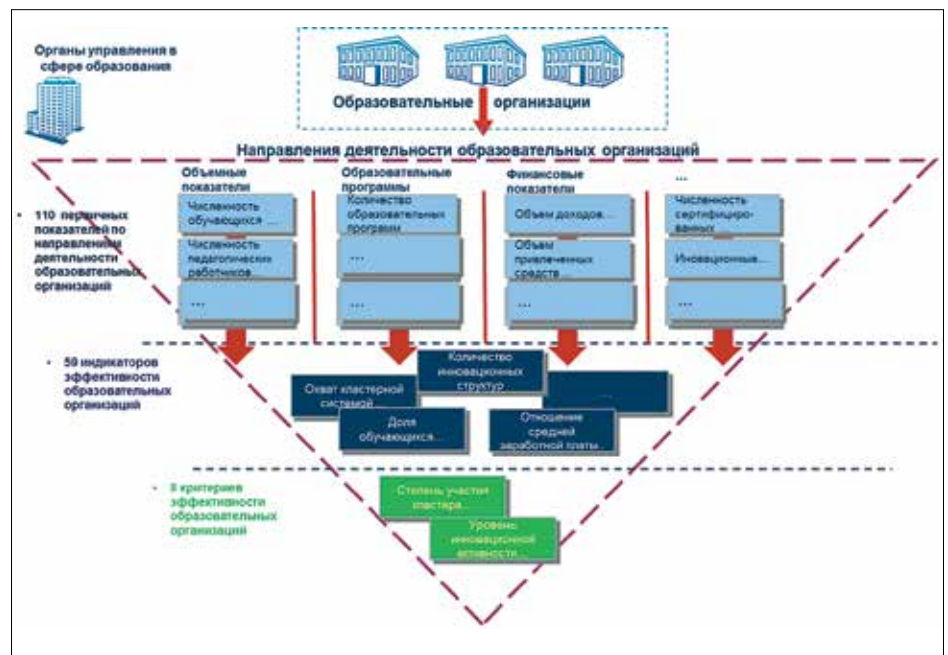 Органы управления в
сфере образования
Образовательные организации
Направления деятельности образовательных организаций
Объемные
показатели
Образовательные
программы
Финансовые
показатели
...
• 110 первичных
показателей по
направлениям
деятельности
образовательных
организаций
Численность
обучающихся ...
Количество
образовательных
программ
Объем доходов...
Численность
сертифициро-
ванных
Численность
педагогических
работников...
...
Объем
привлеченных
средств...
Иновационные...
...
...
...
...
• 59 индикаторов
эффективности
образовательных
организаций
Количество
инновационных
структур
Охват кластерной
системой...
...
Доля
обучающихся...
Отношение
средней
заработной платы...
• 8 критериев
эффективности
образовательных
организаций
Степень участия
кластера...
Уровень
инновационной
активности...